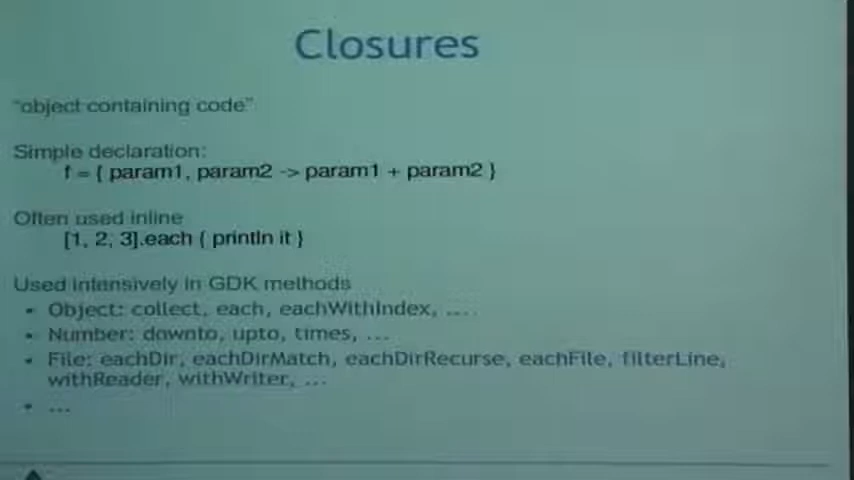 Closures
"object containing code"
Simple declaration:
f = { param1, param2 -> param1 + param2 }
Often used inline
[1, 2, 3].each { println it }
Used intensively in GDK methods
• Object: collect, each, eachWithIndex, ....
• Number: downto, upto, times, ...
• File: eachDir, eachDirMatch, eachDirRecurse, eachFile, filterLine,
withReader, withWriter, ...
• ...